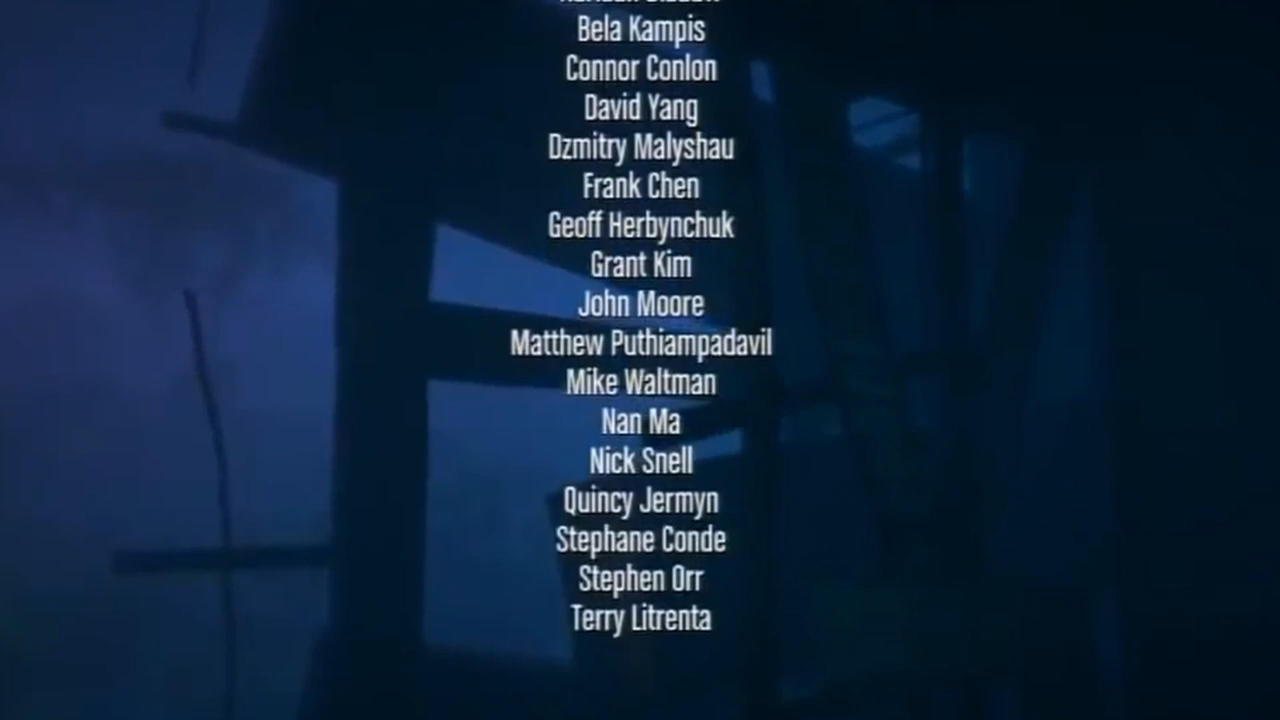 Bela Kampis
Connor Conlon
David Yang
Dzmitry Malyshau
Frank Chen
Geoff Herbynchuk
Grant Kim
John Moore
Matthew Puthiampadavil
Mike Waltman
Nan Ma
Nick Snell
Quincy Jermyn
Stephane Conde
Stephen Orr
Terry Litrenta